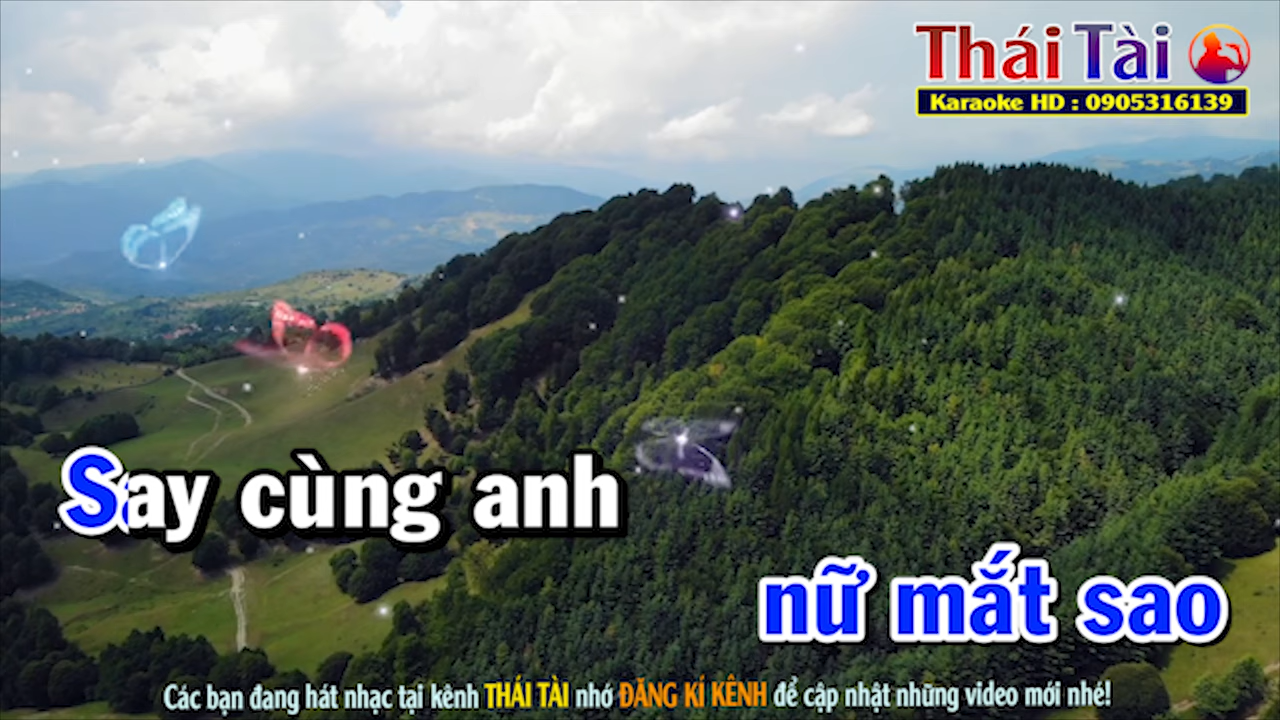 Thái Tài
Karaoke HD : 0905316139
Say cùng anh
nữ mắt sao
Các bạn đang hát nhạc tại kênh THÁI TÀI nhớ ĐĂNG KÍ KÊNH để cập nhật những video mới nhé!